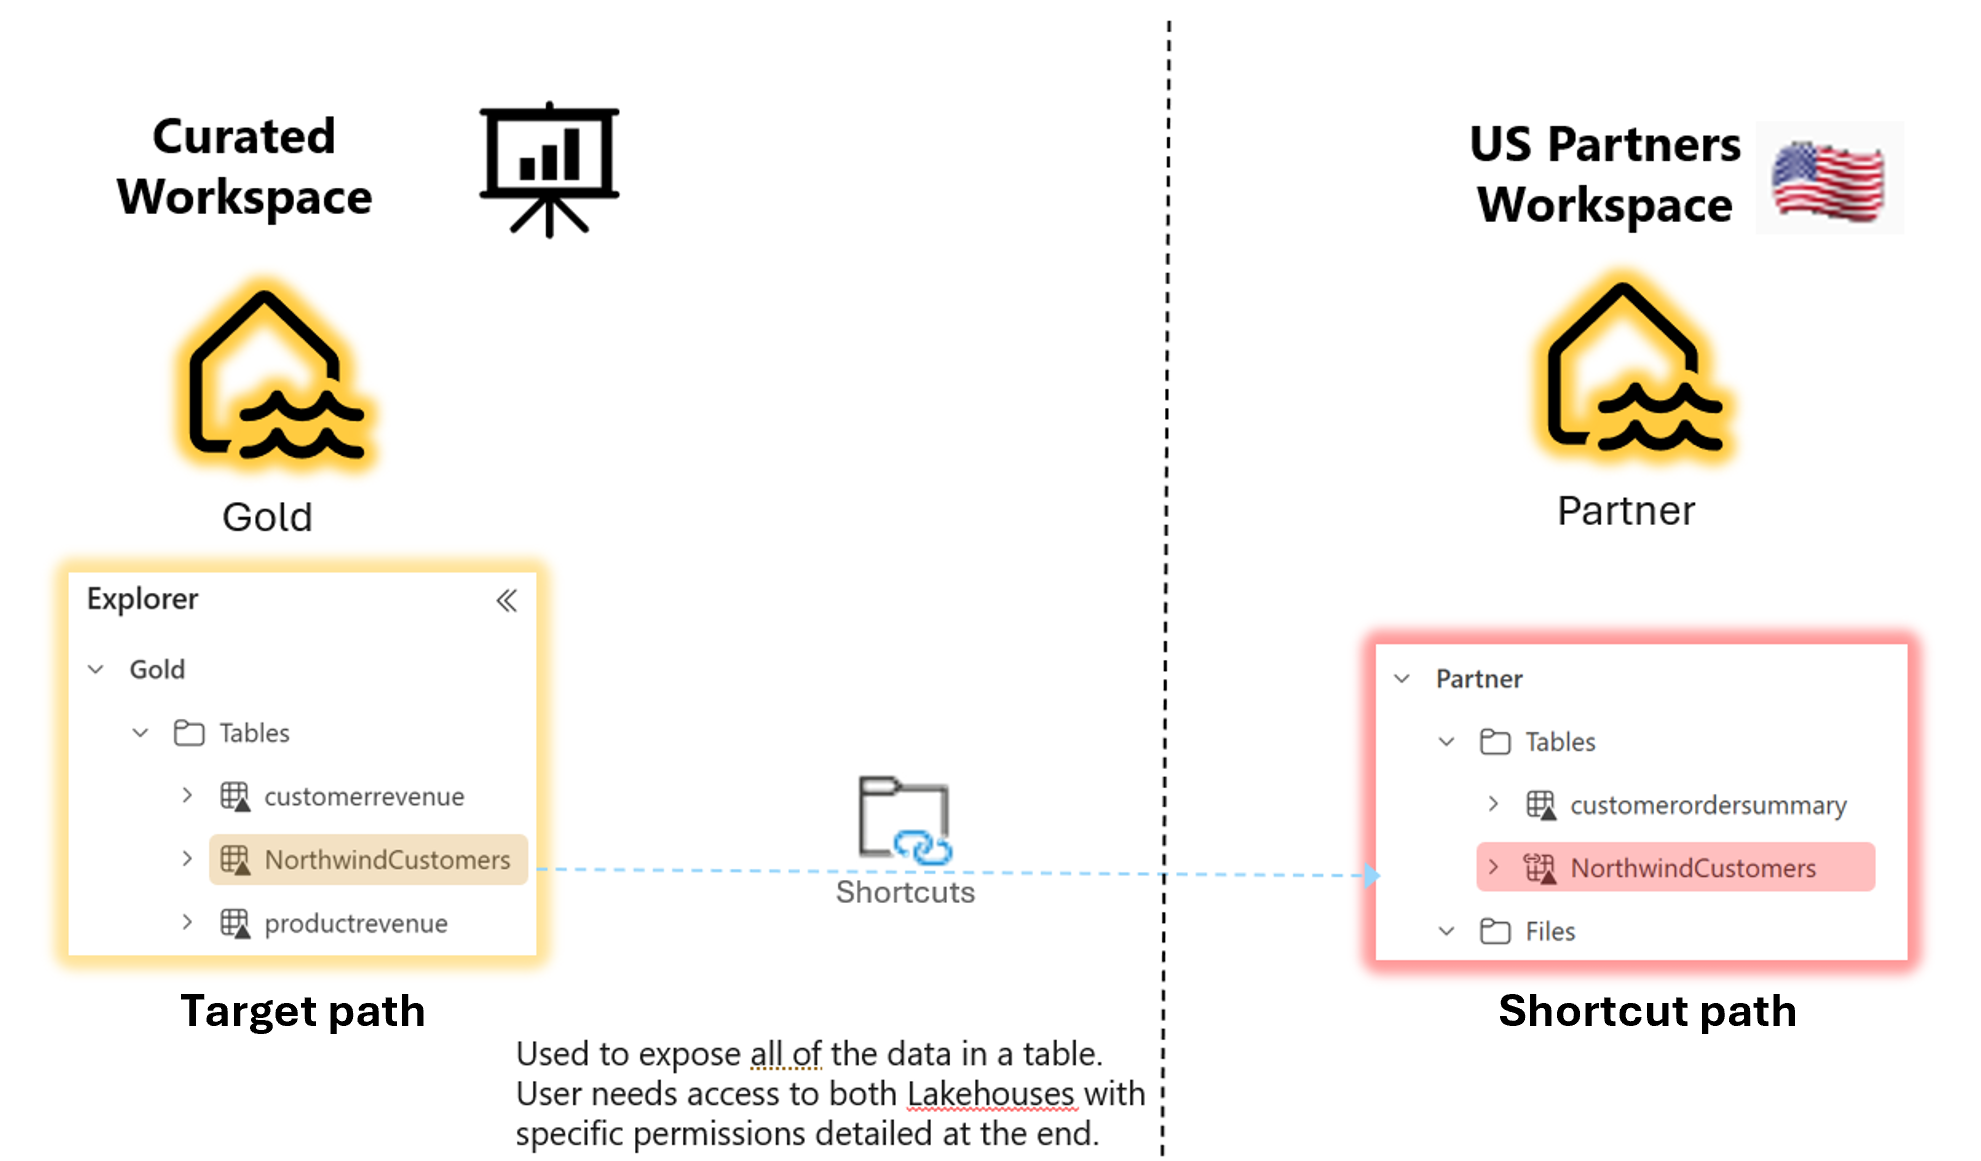 Curated
Workspace
US Partners
Workspace
Gold
Partner
Explorer
Gold
Tables
customerrevenue
NorthwindCustomers
productrevenue
Target path
Shortcuts
Used to expose all of the data in a table.
User needs access to both Lakehouses with
specific permissions detailed at the end.
Partner
Tables
customerordersummary
NorthwindCustomers
Files
Shortcut path